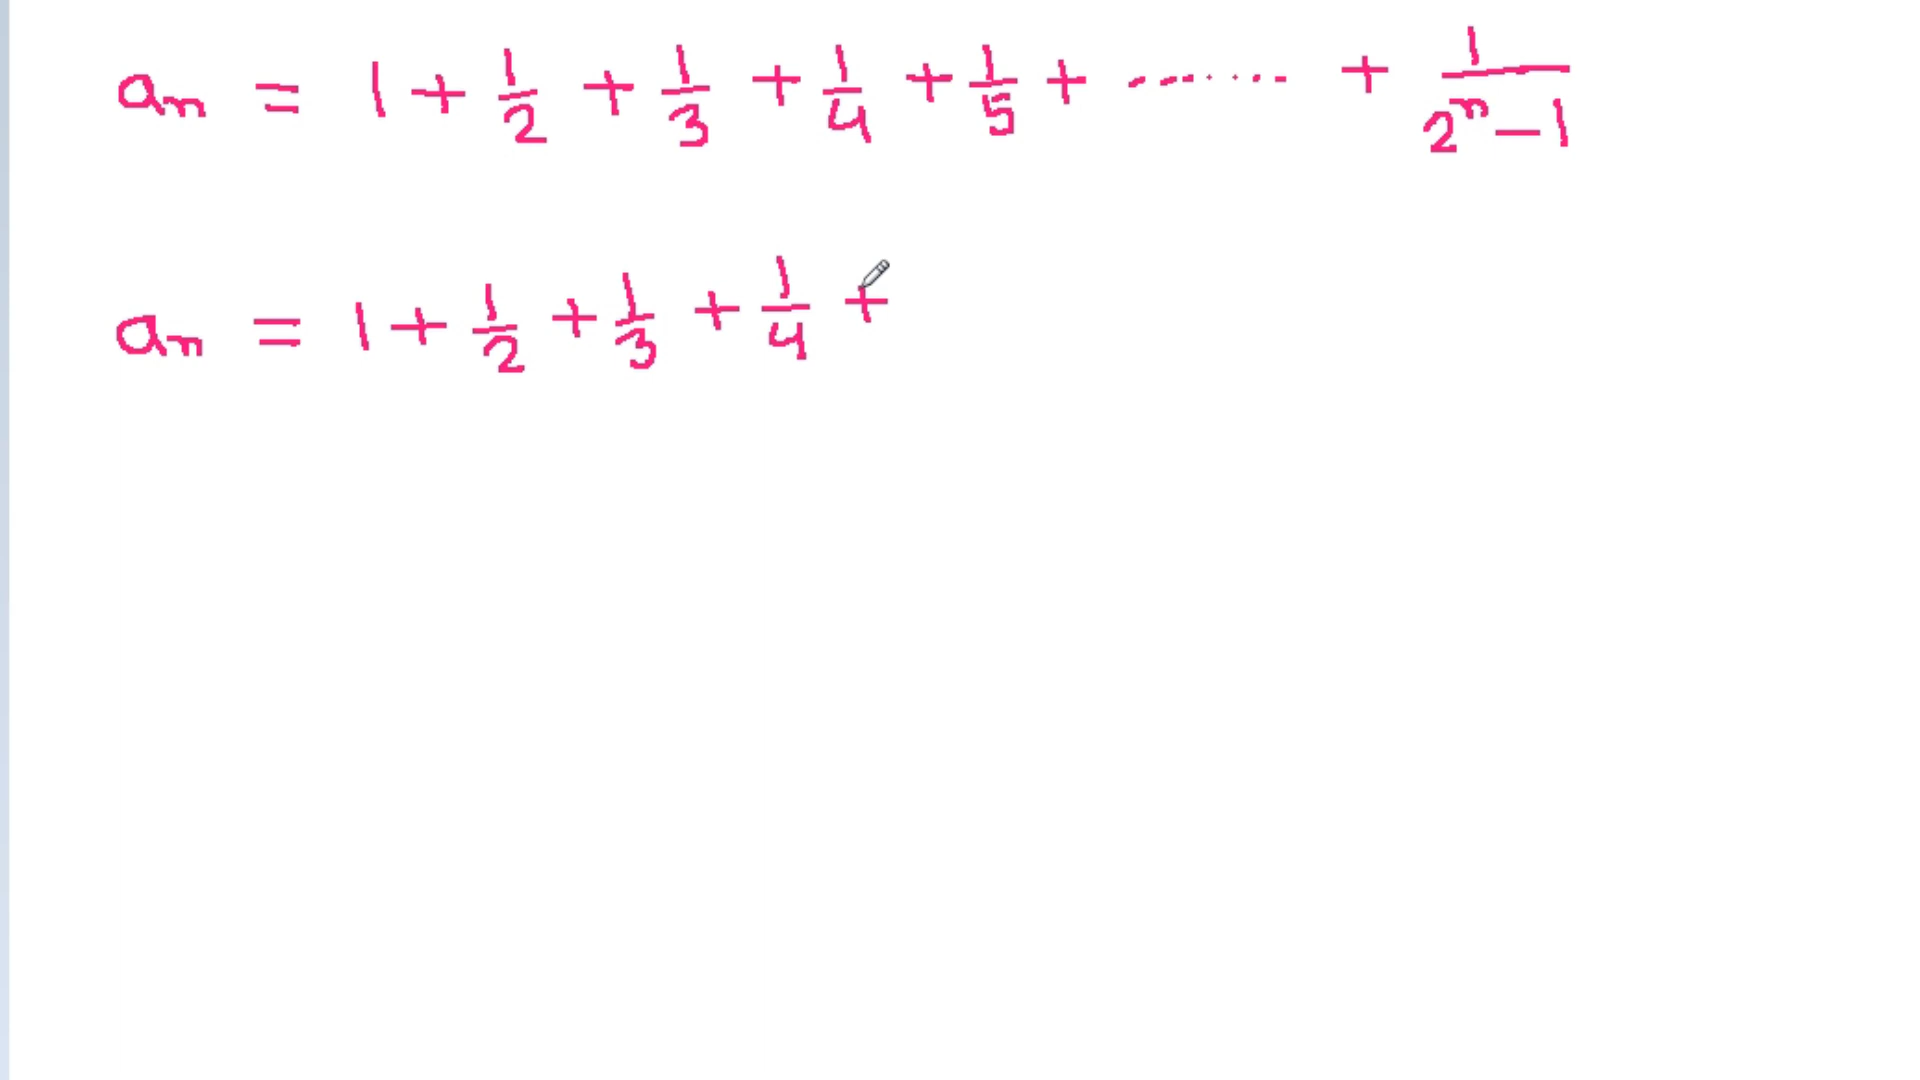 aₙ = 1 + 1/2 + 1/3 + 1/4 + 1/5 + ....... + 1/(2ⁿ - 1)
aₙ = 1 + 1/2 + 1/3 + 1/4 +